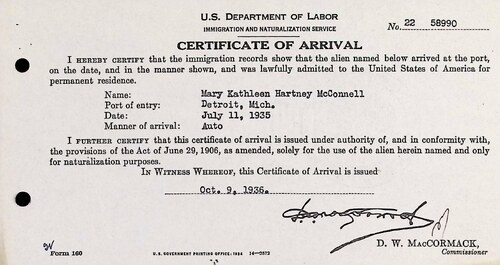 U.S. DEPARTMENT OF LABOR
IMMIGRATION AND NATURALIZATION SERVICE
No. 22 58990
CERTIFICATE OF ARRIVAL
I HEREBY CERTIFY that the immigration records show that the alien named below arrived at the port,
on the date, and in the manner shown, and was lawfully admitted to the United States of America for
permanent residence.
Name: Mary Kathleen Hartney McConnell
Port of entry: Detroit, Mich.
Date: July 11, 1935
Manner of arrival: Auto
I FURTHER CERTIFY that this certificate of arrival is issued under authority of, and in conformity with,
the provisions of the Act of June 29, 1906, as amended, solely for the use of the alien herein named and only
for naturalization purposes.
IN WITNESS WHEREOF, this Certificate of Arrival is issued
Oct. 9, 1936.
D. W. MACCORMACK,
Commissioner
Form 160
U. S. GOVERNMENT PRINTING OFFICE: 1934